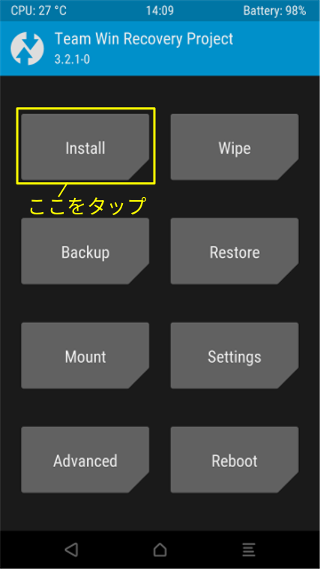 CPU: 27 °C 14:09 Battery: 98%
Team Win Recovery Project
3.2.1-0
Install Wipe
ここをタップ
Backup Restore
Mount Settings
Advanced Reboot